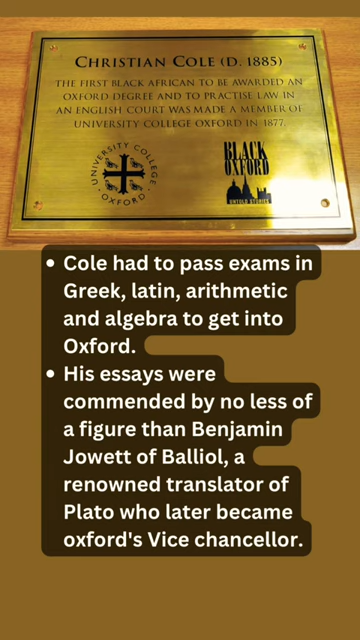 CHRISTIAN COLE (D. 1885)
THE FIRST BLACK AFRICAN TO BE AWARDED AN
OXFORD DEGREE AND TO PRACTISE LAW IN
AN ENGLISH COURT WAS MADE A MEMBER OF
UNIVERSITY COLLEGE OXFORD IN 1877.
UNIVERSITY COLLEGE
OXFORD
BLACK
OXFORD
UNTOLD STORIES
• Cole had to pass exams in
Greek, latin, arithmetic
and algebra to get into
Oxford.
• His essays were
commended by no less of
a figure than Benjamin
Jowett of Balliol, a
renowned translator of
Plato who later became
oxford's Vice chancellor.